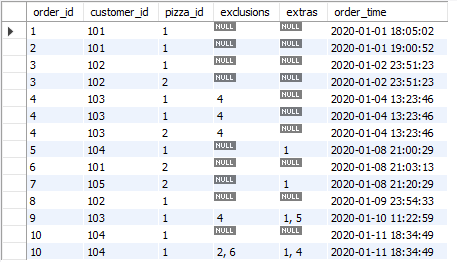 order_id customer_id pizza_id exclusions extras order_time
1 101 1 NULL NULL 2020-01-01 18:05:02
2 101 1 NULL NULL 2020-01-01 19:00:52
3 102 1 NULL NULL 2020-01-02 23:51:23
3 102 2 NULL NULL 2020-01-02 23:51:23
4 103 1 4 NULL 2020-01-04 13:23:46
4 103 1 4 NULL 2020-01-04 13:23:46
4 103 2 4 NULL 2020-01-04 13:23:46
5 104 1 NULL 1 2020-01-08 21:00:29
6 101 2 NULL NULL 2020-01-08 21:03:13
7 105 2 NULL 1 2020-01-08 21:20:29
8 102 1 NULL NULL 2020-01-09 23:54:33
9 103 1 4 1, 5 2020-01-10 11:22:59
10 104 1 NULL NULL 2020-01-11 18:34:49
10 104 1 2, 6 1, 4 2020-01-11 18:34:49